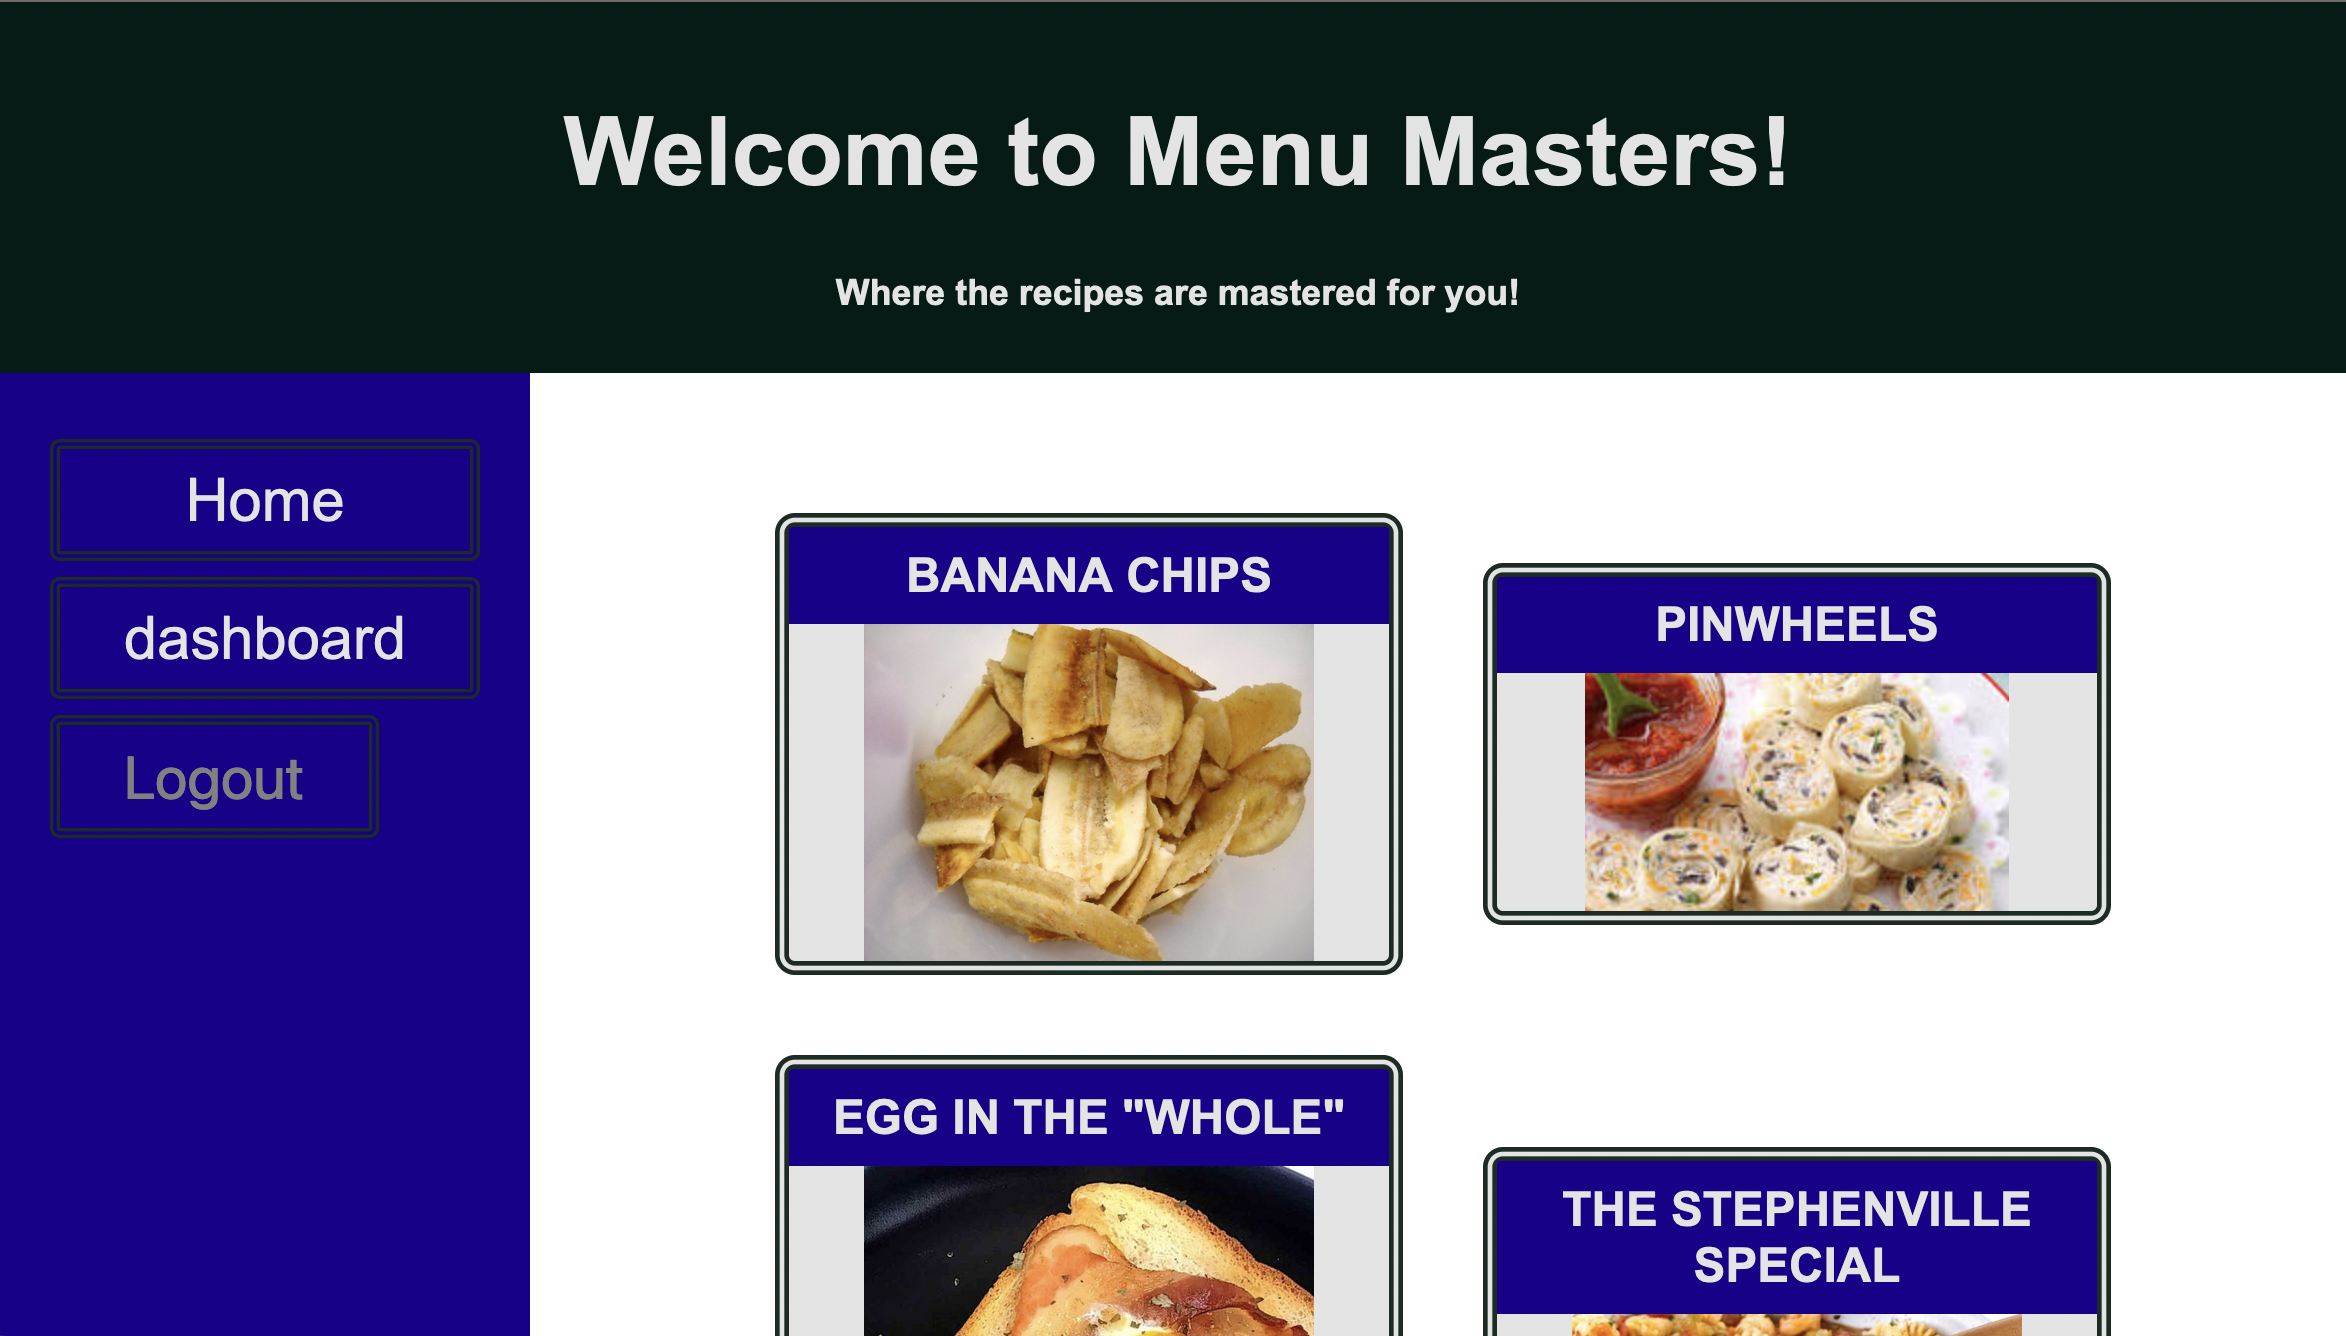 Welcome to Menu Masters!
Where the recipes are mastered for you!
Home
dashboard
Logout
BANANA CHIPS
PINWHEELS
EGG IN THE "WHOLE"
THE STEPHENVILLE
SPECIAL